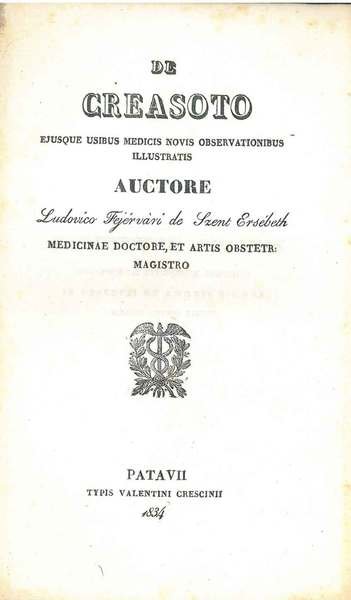 DE
CREASOTO
EJUSQUE USIBUS MEDICIS NOVIS OBSERVATIONIBUS
ILLUSTRATIS
AUCTORE
Ludovico Fejérvári de Szent Ersébeth
MEDICINAE DOCTORE, ET ARTIS OBSTETR:
MAGISTRO
PATAVII
TYPIS VALENTINI CRESCINII
1834